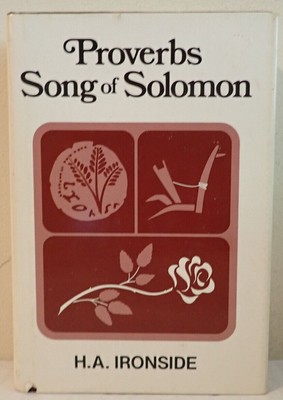 Proverbs
Song of Solomon
H.A. IRONSIDE